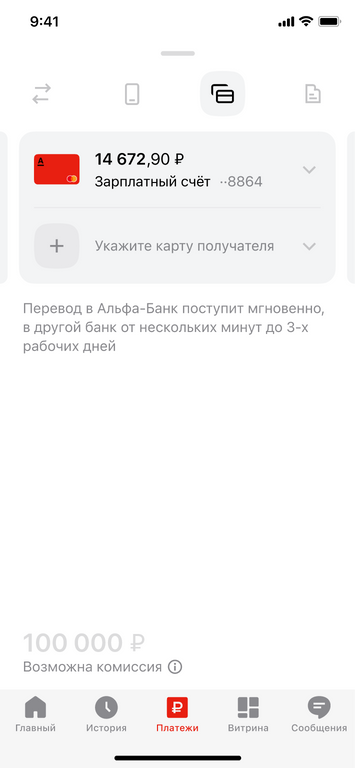 9:41
14 672,90 ₽
Зарплатный счёт ··8864
Укажите карту получателя
Перевод в Альфа-Банк поступит мгновенно,
в другой банк от нескольких минут до 3-х
рабочих дней
100 000 ₽
Возможна комиссия
Главный История Платежи Витрина Сообщения